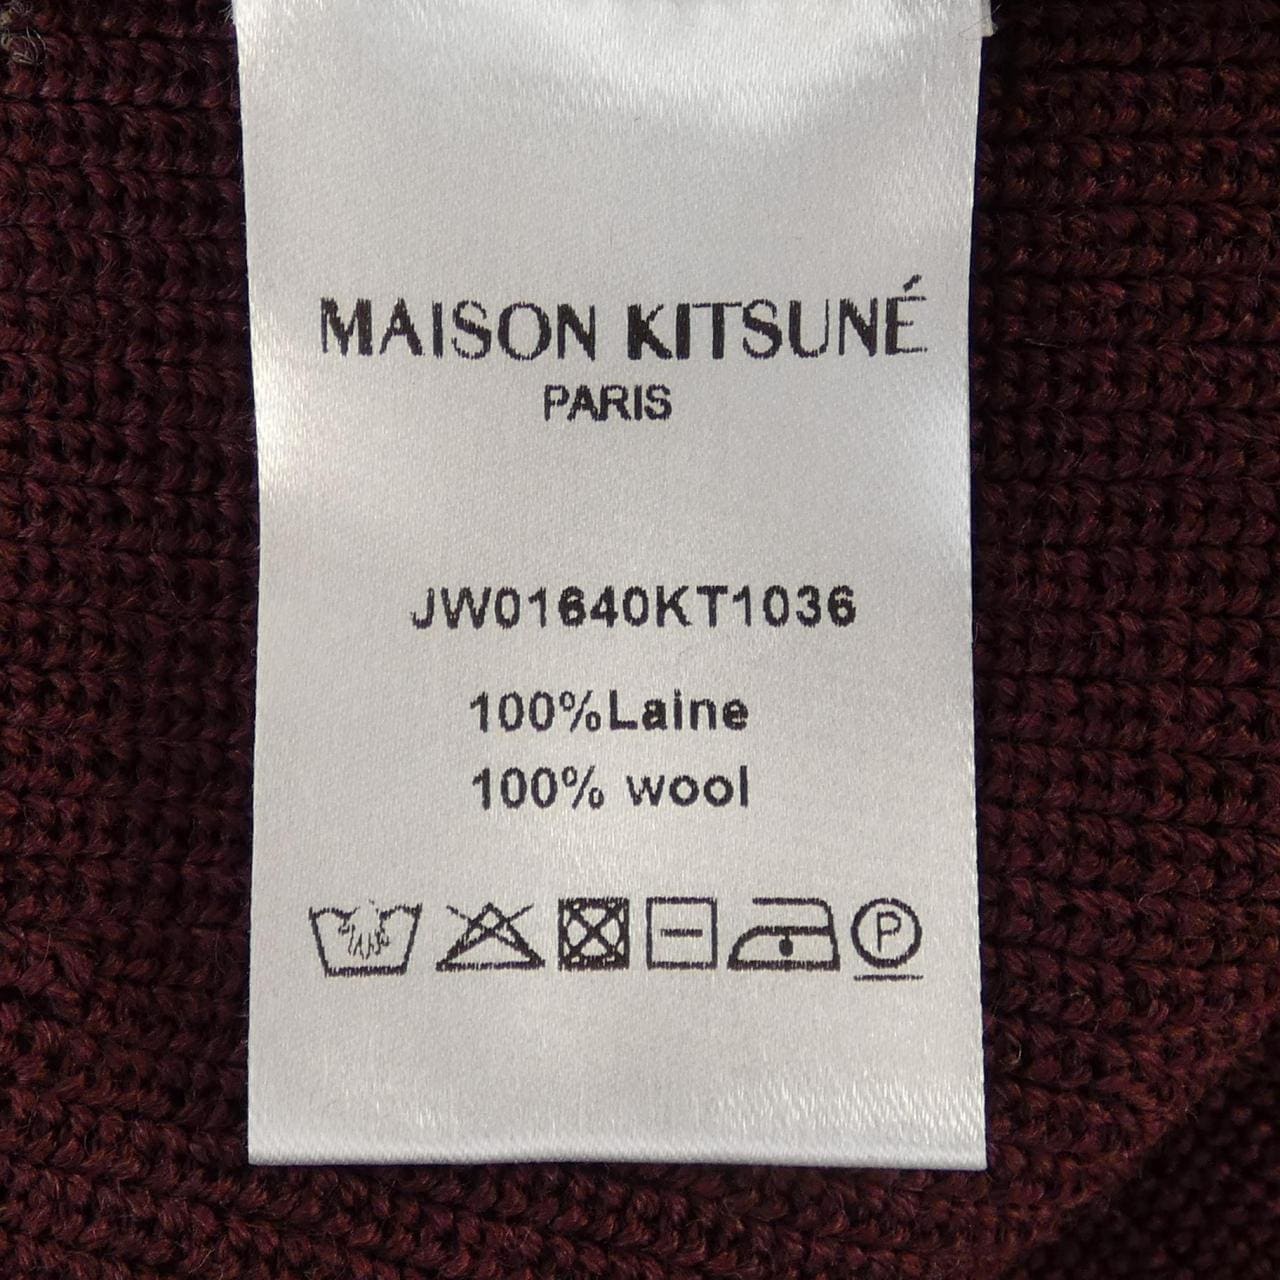 MAISON KITSUNÉ
PARIS
JW01640KT1036
100%Laine
100% wool
P